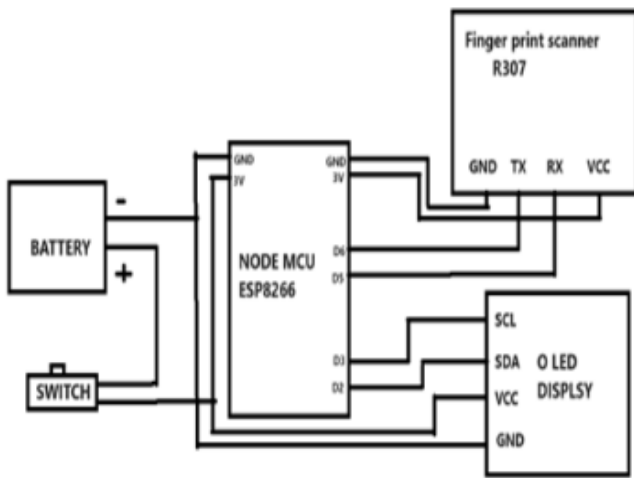 Finger print scanner
R307
GND TX RX VCC
GND
3V
GND
3V
-
BATTERY
+
NODE MCU
ESP8266
D6
D5
D3
D2
SWITCH
SCL
SDA
VCC
GND
O LED
DISPLSY